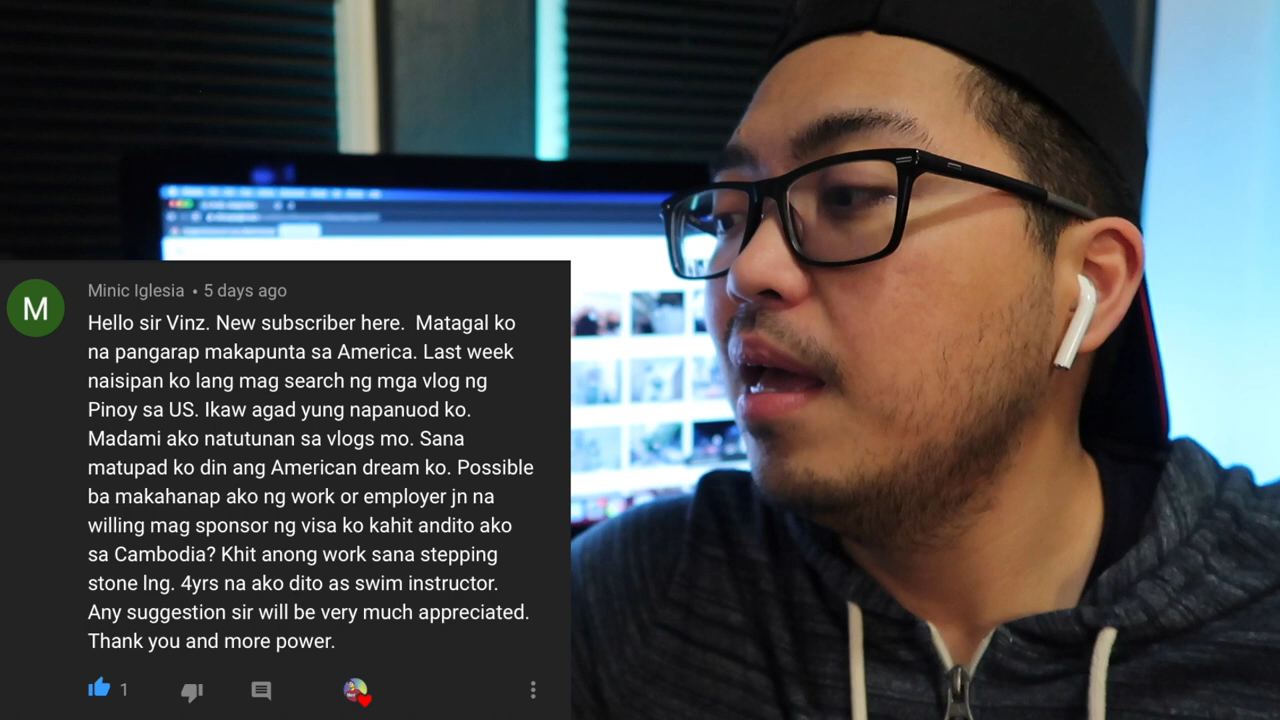 M
Minic Iglesia • 5 days ago
Hello sir Vinz. New subscriber here. Matagal ko
na pangarap makapunta sa America. Last week
naisipan ko lang mag search ng mga vlog ng
Pinoy sa US. Ikaw agad yung napanuod ko.
Madami ako natutunan sa vlogs mo. Sana
matupad ko din ang American dream ko. Possible
ba makahanap ako ng work or employer jn na
willing mag sponsor ng visa ko kahit andito ako
sa Cambodia? Khit anong work sana stepping
stone lng. 4yrs na ako dito as swim instructor.
Any suggestion sir will be very much appreciated.
Thank you and more power.
1